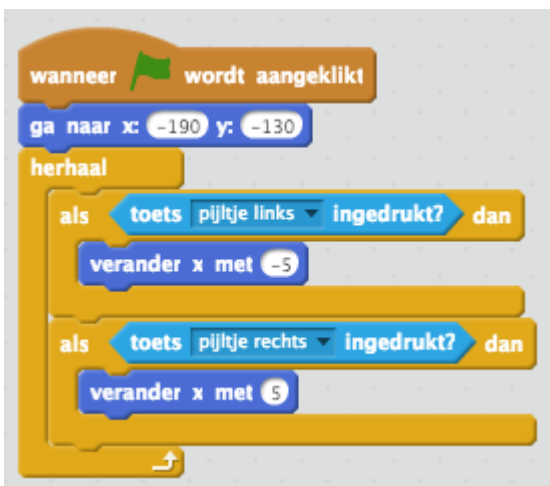 wanneer wordt aangeklikt
ga naar x: -190 y: -130
herhaal
als toets pijltje links ingedrukt? dan
verander x met -5
als toets pijltje rechts ingedrukt? dan
verander x met 5